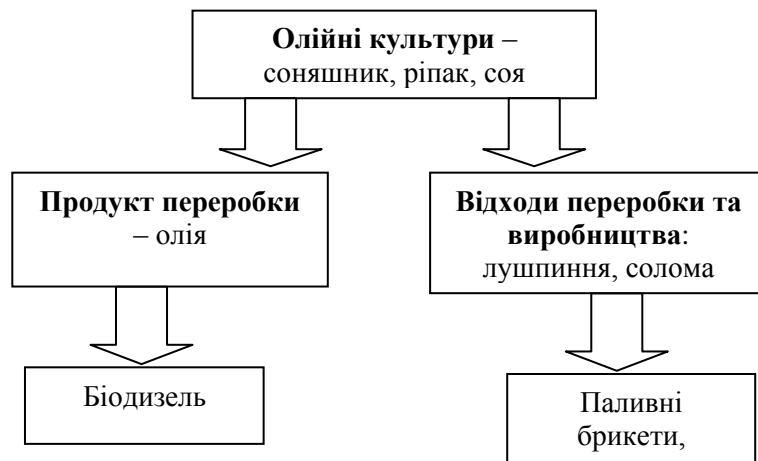 Олійні культури –
соняшник, ріпак, соя
Продукт переробки
– олія
Відходи переробки та
виробництва:
лушпиння, солома
Біодизель
Паливні
брикети,